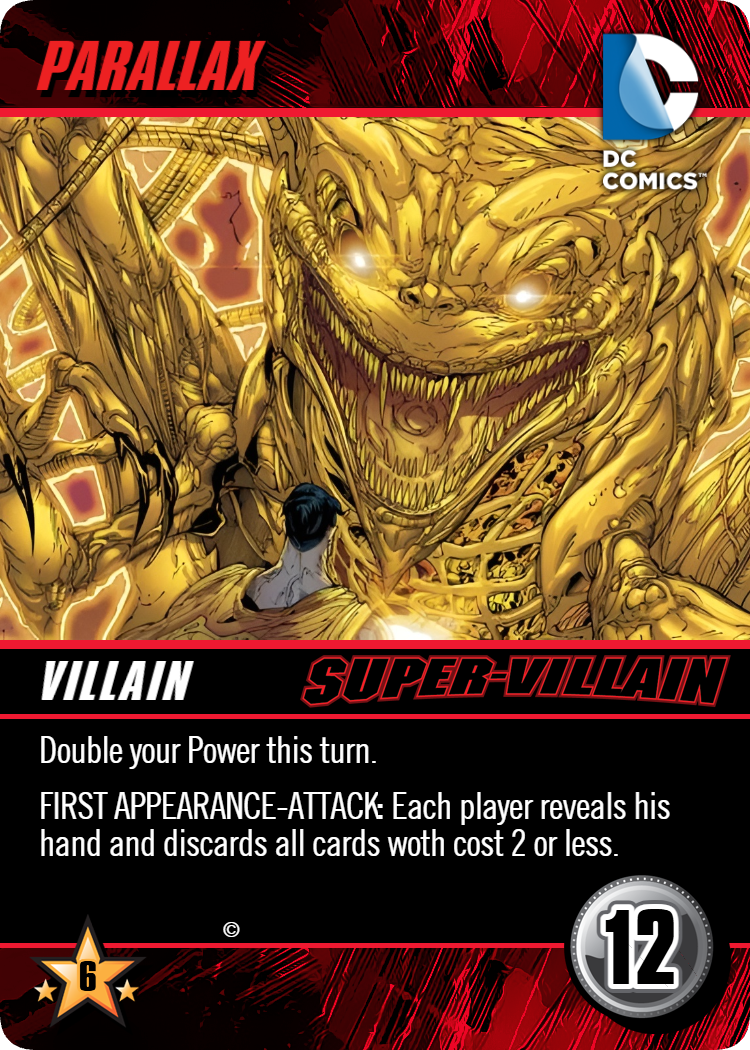 PARALLAX
DC
COMICS™
VILLAIN
SUPER-VILLAIN
Double your Power this turn.
FIRST APPEARANCE-ATTACK: Each player reveals his
hand and discards all cards woth cost 2 or less.
©
6
12